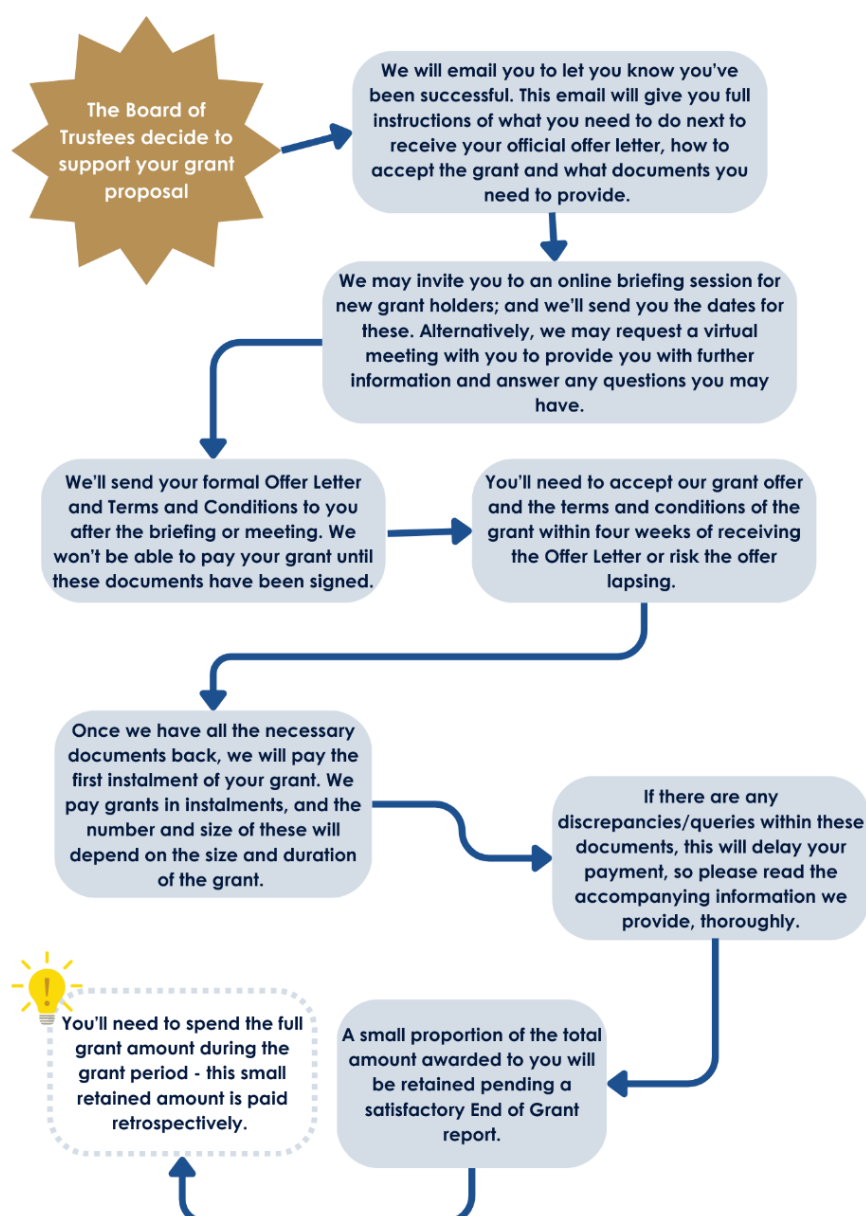 The Board of
Trustees decide to
support your grant
proposal
We will email you to let you know you've
been successful. This email will give you full
instructions of what you need to do next to
receive your official offer letter, how to
accept the grant and what documents you
need to provide.
We may invite you to an online briefing session for
new grant holders; and we'll send you the dates for
these. Alternatively, we may request a virtual
meeting with you to provide you with further
information and answer any questions you may
have.
We'll send your formal Offer Letter
and Terms and Conditions to you
after the briefing or meeting. We
won't be able to pay your grant until
these documents have been signed.
You'll need to accept our grant offer
and the terms and conditions of the
grant within four weeks of receiving
the Offer Letter or risk the offer
lapsing.
Once we have all the necessary
documents back, we will pay the
first instalment of your grant. We
pay grants in instalments, and the
number and size of these will
depend on the size and duration
of the grant.
If there are any
discrepancies/queries within these
documents, this will delay your
payment, so please read the
accompanying information we
provide, thoroughly.
A small proportion of the total
amount awarded to you will
be retained pending a
satisfactory End of Grant
report.
!
You'll need to spend the full
grant amount during the
grant period - this small
retained amount is paid
retrospectively.